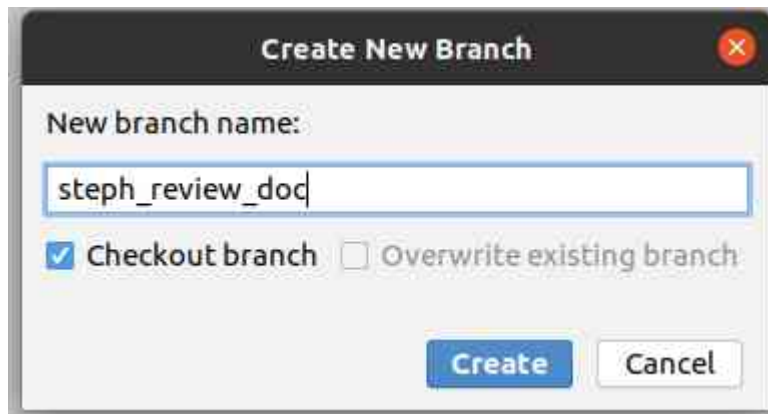 Create New Branch
New branch name:
steph_review_doc
Checkout branch Overwrite existing branch
Create Cancel